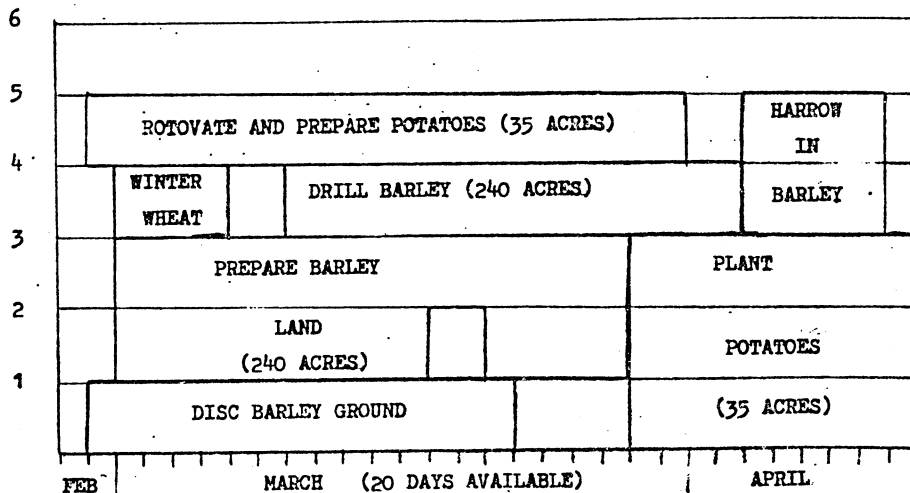 6
5
ROTOVATE AND PREPARE POTATOES (35 ACRES)
HARROW
IN
BARLEY
4
WINTER
WHEAT
DRILL BARLEY (240 ACRES)
3
PREPARE BARLEY
LAND
(240 ACRES)
PLANT
POTATOES
(35 ACRES)
2
1
DISC BARLEY GROUND
FEB
MARCH (20 DAYS AVAILABLE)
APRIL